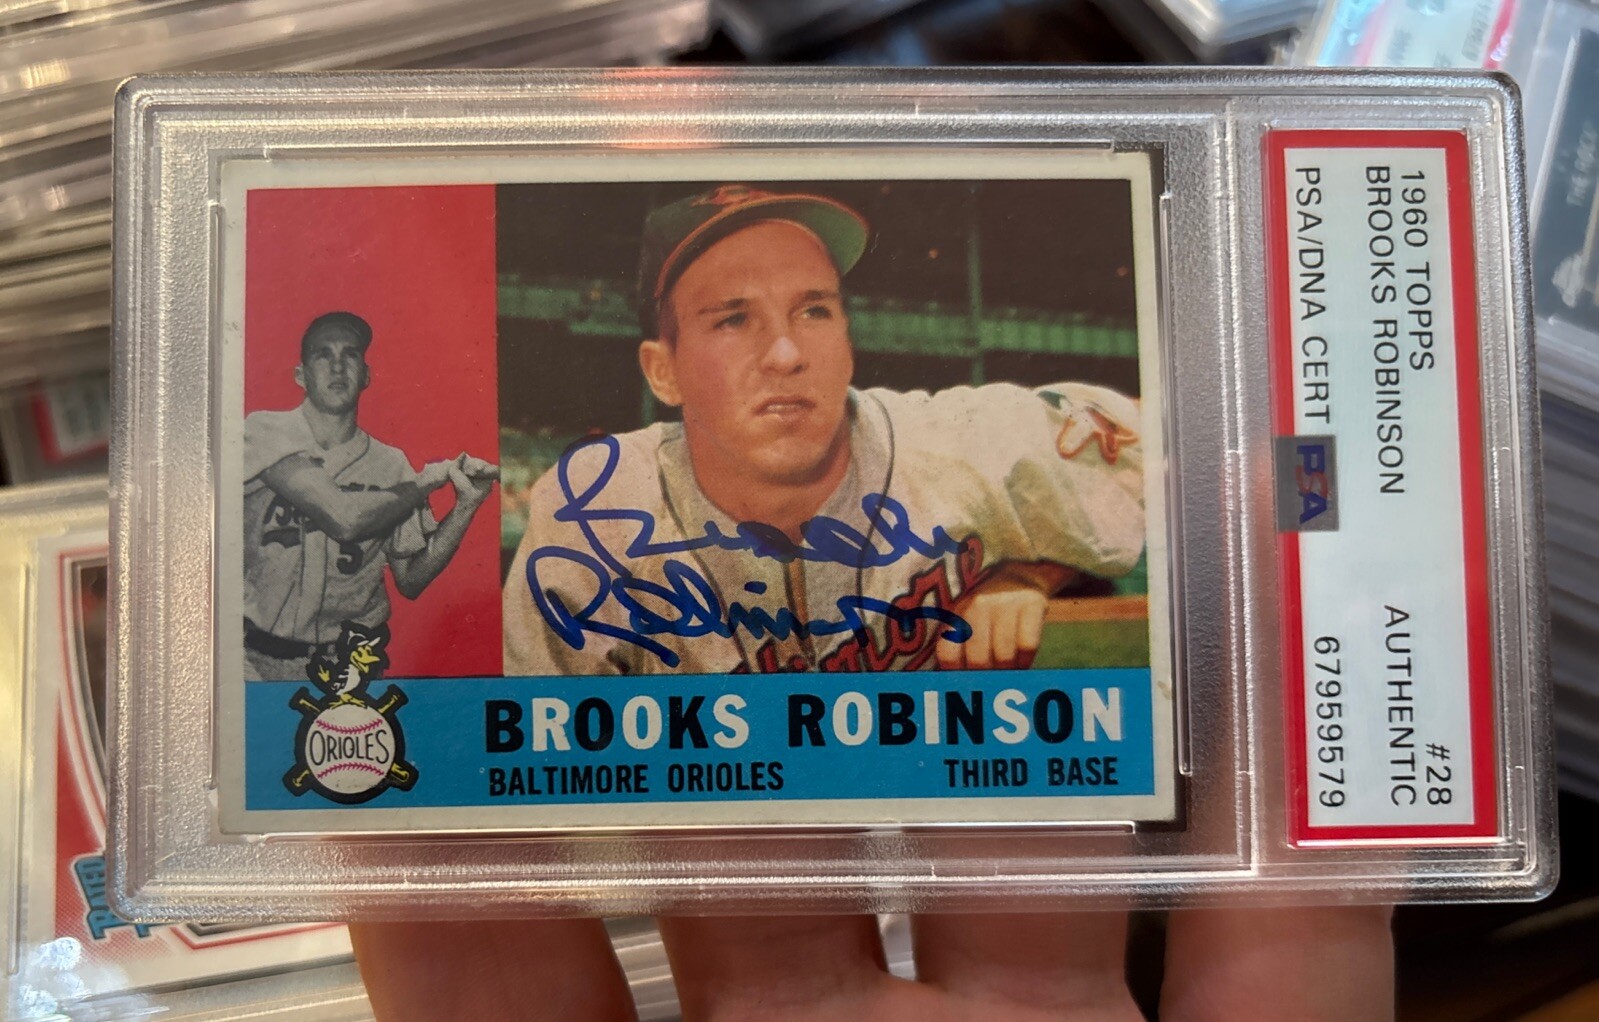 Brooks
Robinson
ORIOLES
BROOKS ROBINSON
BALTIMORE ORIOLES THIRD BASE
1960 TOPPS #28
BROOKS ROBINSON AUTHENTIC
PSA/DNA CERT 67959579
PSA